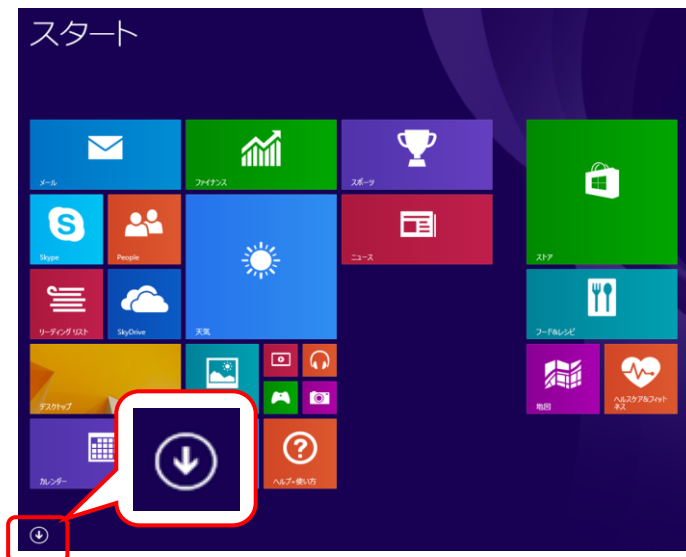 スタート
メール
ファイナンス
スポーツ
Skype
People
天気
ニュース
ストア
リーディング リスト
SkyDrive
フード&レシピ
デスクトップ
地図
ヘルスケア&フィット
ネス
カレンダー
ヘルプ+使い方